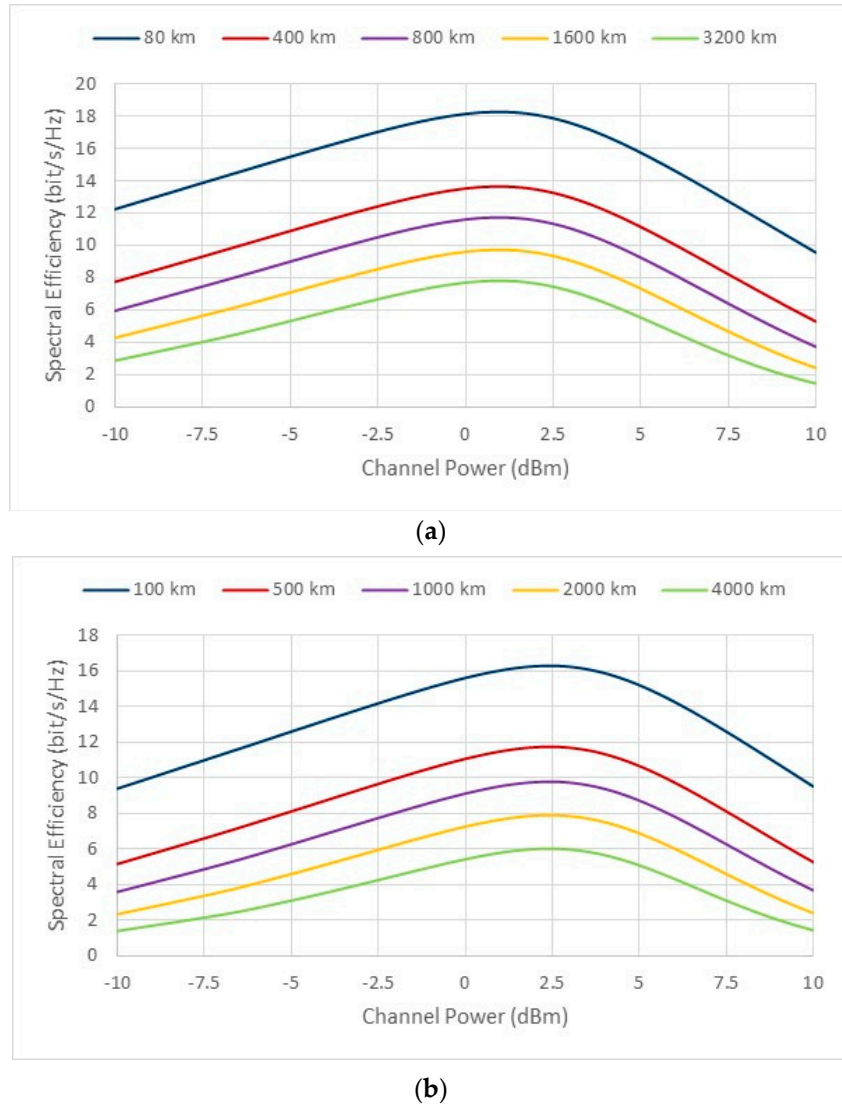 80 km 400 km 800 km 1600 km 3200 km
Spectral Efficiency (bit/s/Hz)
20
18
16
14
12
10
8
6
4
2
0
-10 -7.5 -5 -2.5 0 2.5 5 7.5 10
Channel Power (dBm)
(a)
100 km 500 km 1000 km 2000 km 4000 km
Spectral Efficiency (bit/s/Hz)
18
16
14
12
10
8
6
4
2
0
-10 -7.5 -5 -2.5 0 2.5 5 7.5 10
Channel Power (dBm)
(b)